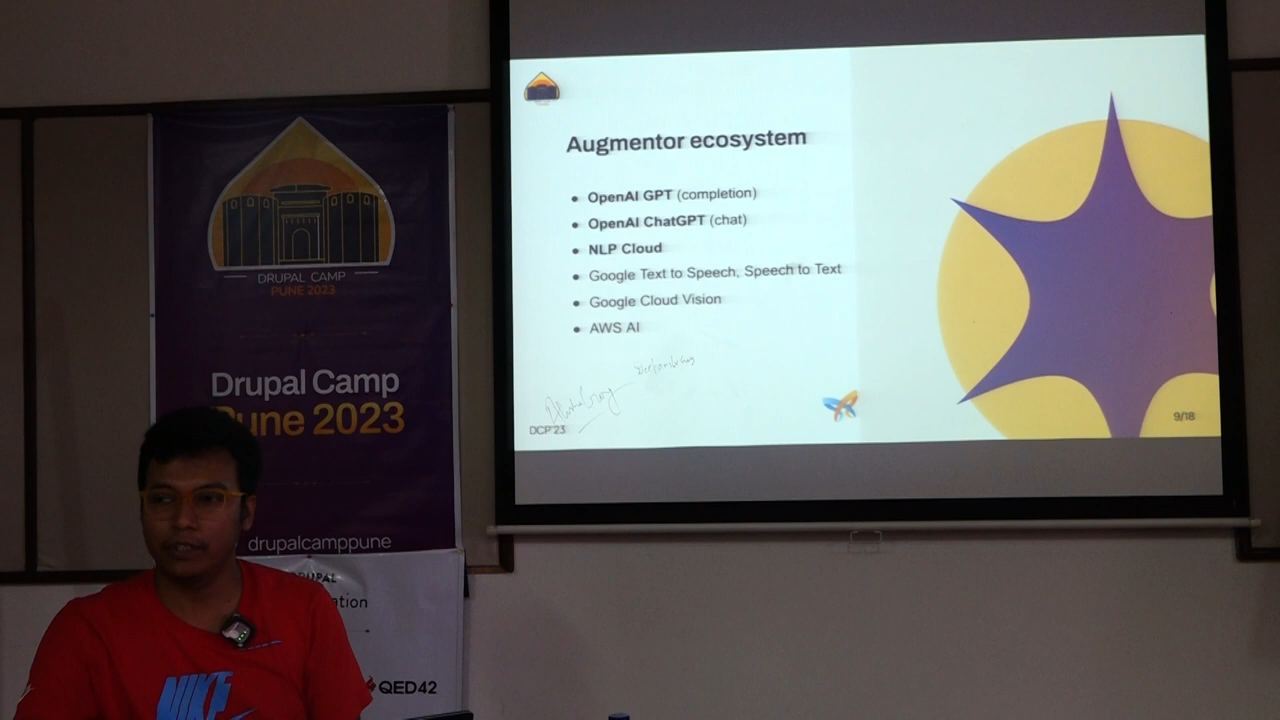 DRUPAL CAMP
PUNE 2023
Drupal Camp
Pune 2023
drupalcamppune
DRUPAL
QED42
NIKE
Augmentor ecosystem
• OpenAI GPT (completion)
• OpenAI ChatGPT (chat)
• NLP Cloud
• Google Text to Speech, Speech to Text
• Google Cloud Vision
• AWS AI
DCP'23
9/18